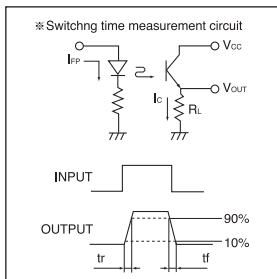 ※Switchng time measurement circuit
IFP
VCC
VOUT
IC
RL
INPUT
OUTPUT
90%
10%
tr
tf